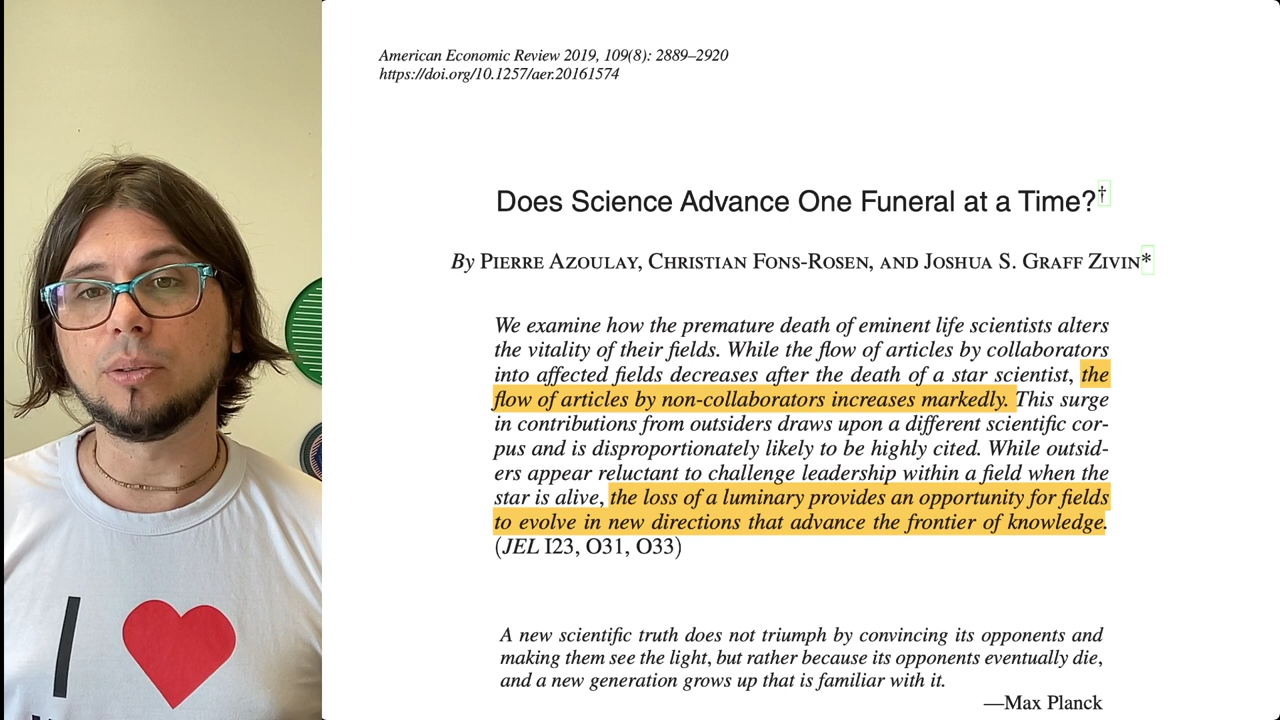 American Economic Review 2019, 109(8): 2889–2920
https://doi.org/10.1257/aer.20161574
Does Science Advance One Funeral at a Time?†
By Pierre Azoulay, Christian Fons-Rosen, and Joshua S. Graff Zivin*
We examine how the premature death of eminent life scientists alters
the vitality of their fields. While the flow of articles by collaborators
into affected fields decreases after the death of a star scientist, the
flow of articles by non-collaborators increases markedly. This surge
in contributions from outsiders draws upon a different scientific cor-
pus and is disproportionately likely to be highly cited. While outsid-
ers appear reluctant to challenge leadership within a field when the
star is alive, the loss of a luminary provides an opportunity for fields
to evolve in new directions that advance the frontier of knowledge.
(JEL I23, O31, O33)
A new scientific truth does not triumph by convincing its opponents and
making them see the light, but rather because its opponents eventually die,
and a new generation grows up that is familiar with it.
—Max Planck
I